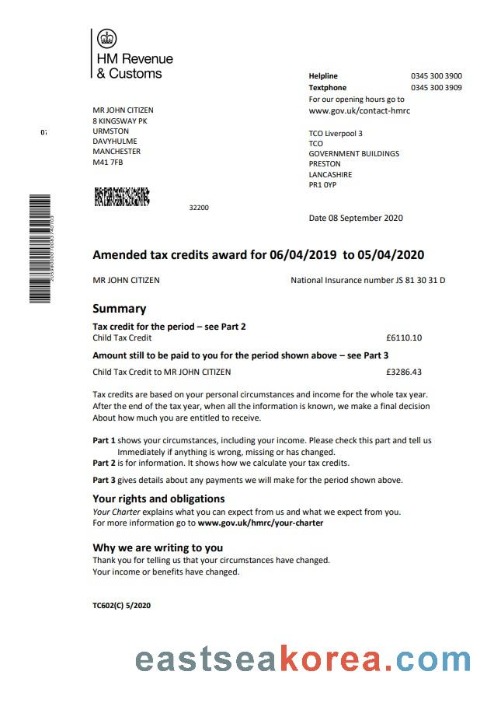 HM Revenue
& Customs
Helpline 0345 300 3900
Textphone 0345 300 3909
For our opening hours go to
www.gov.uk/contact-hmrc
MR JOHN CITIZEN
8 KINGSWAY PK
URMSTON
DAVYHULME
MANCHESTER
M41 7FB
TCO Liverpool 3
TCO
GOVERNMENT BUILDINGS
PRESTON
LANCASHIRE
PR1 0YP
32200
Date 08 September 2020
Amended tax credits award for 06/04/2019 to 05/04/2020
MR JOHN CITIZEN National Insurance number JS 81 30 31 D
Summary
Tax credit for the period – see Part 2
Child Tax Credit £6110.10
Amount still to be paid to you for the period shown above – see Part 3
Child Tax Credit to MR JOHN CITIZEN £3286.43
Tax credits are based on your personal circumstances and income for the whole tax year.
After the end of the tax year, when all the information is known, we make a final decision
About how much you are entitled to receive.
Part 1 shows your circumstances, including your income. Please check this part and tell us
Immediately if anything is wrong, missing or has changed.
Part 2 is for information. It shows how we calculate your tax credits.
Part 3 gives details about any payments we will make for the period shown above.
Your rights and obligations
Your Charter explains what you can expect from us and what we expect from you.
For more information go to www.gov.uk/hmrc/your-charter
Why we are writing to you
Thank you for telling us that your circumstances have changed.
Your income or benefits have changed.
TC602(C) 5/2020
eastseakorea.com